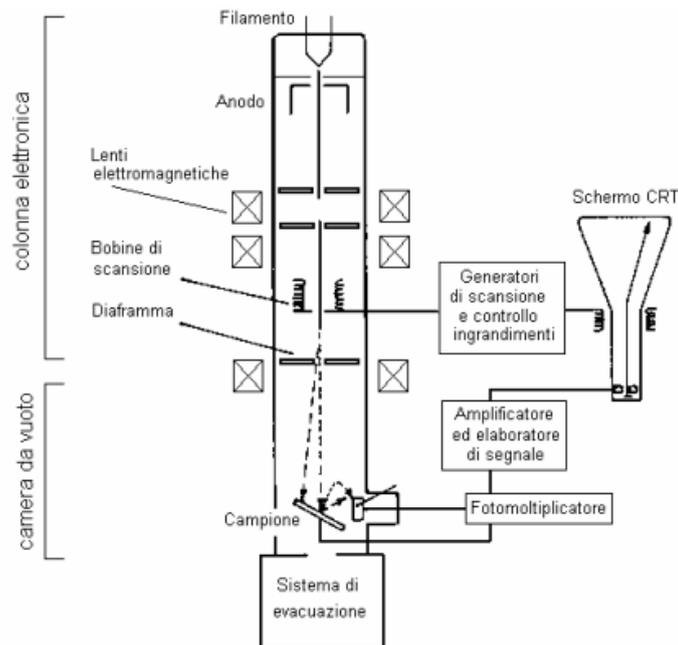 Filamento
colonna elettronica
Anodo
Lenti
elettromagnetiche
Schermo CRT
Bobine di
scansione
Generatori
di scansione
e controllo
ingrandimenti
Diaframma
camera da vuoto
Amplificatore
ed elaboratore
di segnale
Campione
Fotomoltiplicatore
Sistema di
evacuazione